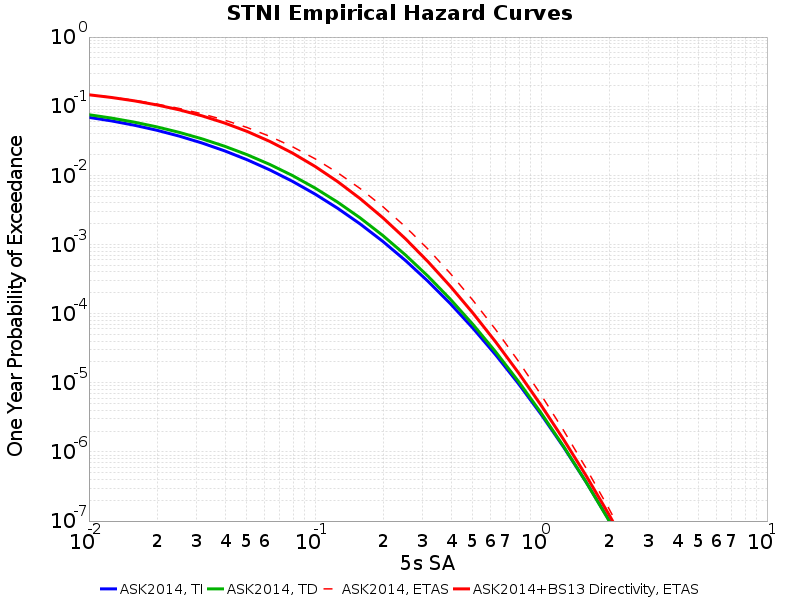 STNI Empirical Hazard Curves
One Year Probability of Exceedance
10^0
10^-1
10^-2
10^-3
10^-4
10^-5
10^-6
10^-7
10^-2 2 3 4 5 6 10^-1 2 3 4 5 6 7 10^0 2 3 4 5 6 7 10^1
5s SA
ASK2014, TI ASK2014, TD ASK2014, ETAS ASK2014+BS13 Directivity, ETAS